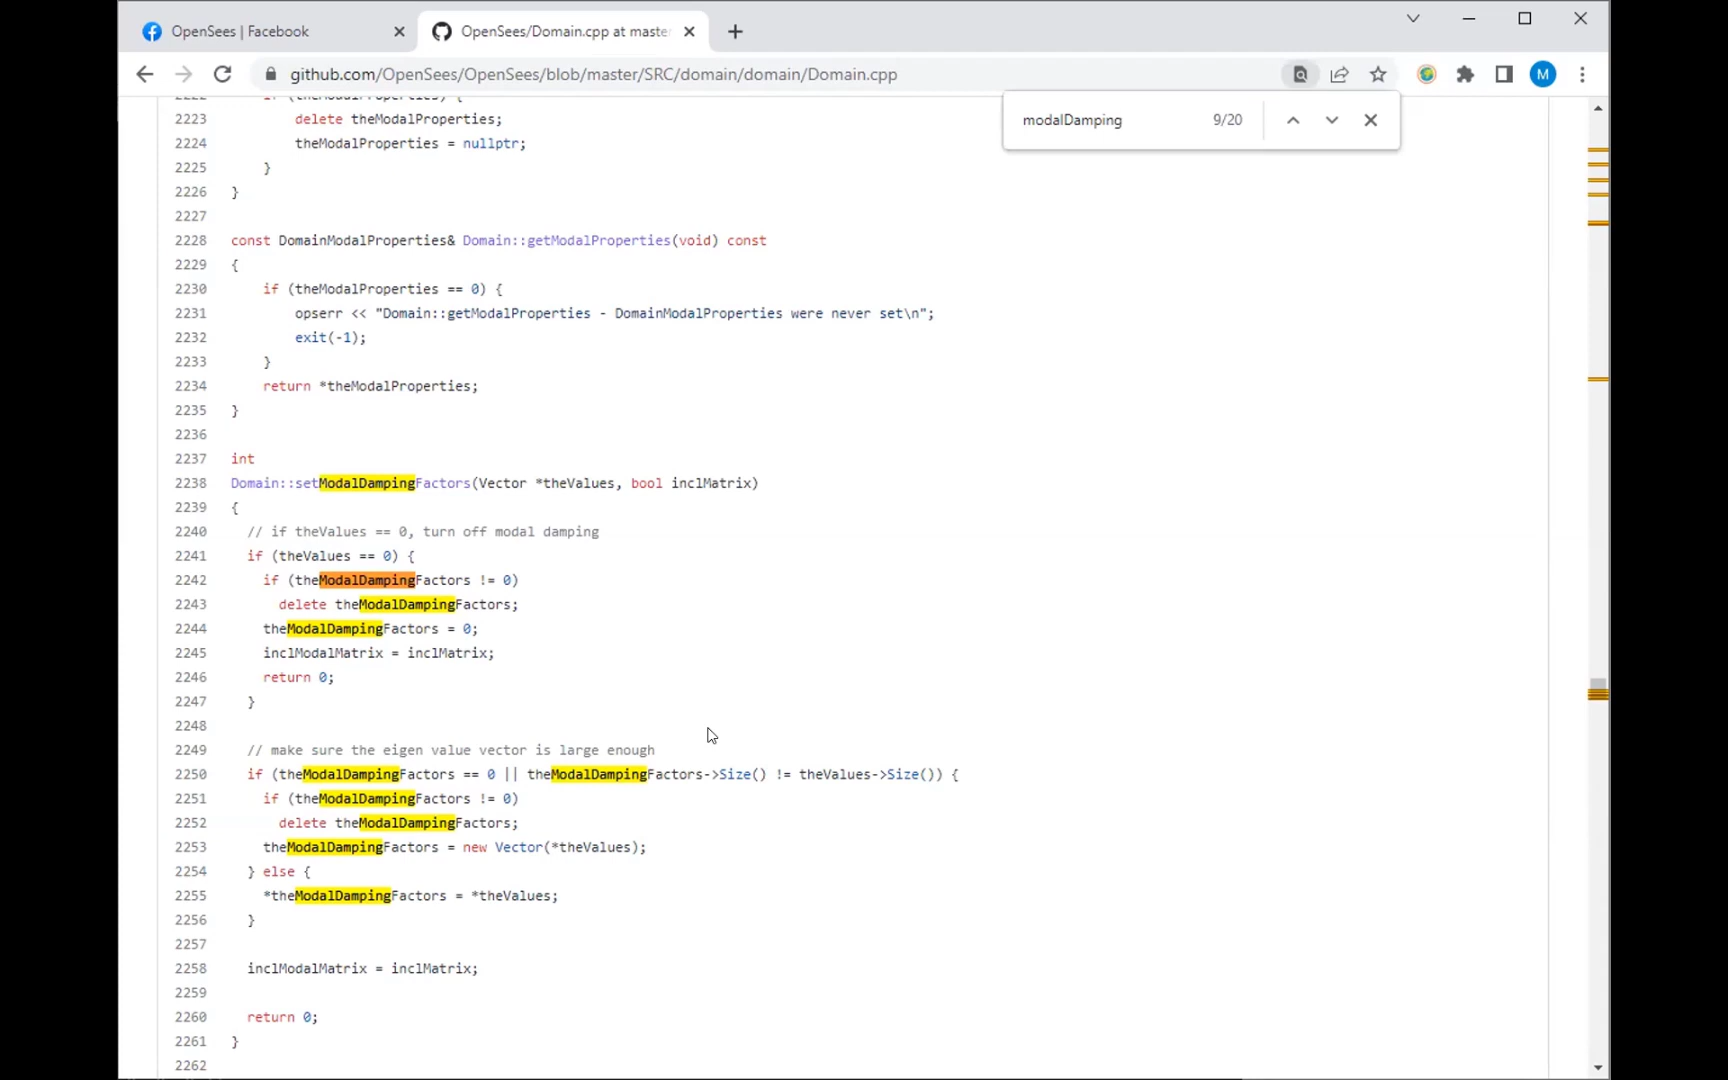 OpenSees | Facebook
OpenSees/Domain.cpp at maste
github.com/OpenSees/OpenSees/blob/master/SRC/domain/domain/Domain.cpp
M
modalDamping 9/20
2222 if (theModalProperties) {
2223 delete theModalProperties;
2224 theModalProperties = nullptr;
2225 }
2226 }
2227
2228 const DomainModalProperties& Domain::getModalProperties(void) const
2229 {
2230 if (theModalProperties == 0) {
2231 opserr << "Domain::getModalProperties - DomainModalProperties were never set\n";
2232 exit(-1);
2233 }
2234 return *theModalProperties;
2235 }
2236
2237 int
2238 Domain::setModalDampingFactors(Vector *theValues, bool inclMatrix)
2239 {
2240 // if theValues == 0, turn off modal damping
2241 if (theValues == 0) {
2242 if (theModalDampingFactors != 0)
2243 delete theModalDampingFactors;
2244 theModalDampingFactors = 0;
2245 inclModalMatrix = inclMatrix;
2246 return 0;
2247 }
2248
2249 // make sure the eigen value vector is large enough
2250 if (theModalDampingFactors == 0 || theModalDampingFactors->Size() != theValues->Size()) {
2251 if (theModalDampingFactors != 0)
2252 delete theModalDampingFactors;
2253 theModalDampingFactors = new Vector(*theValues);
2254 } else {
2255 *theModalDampingFactors = *theValues;
2256 }
2257
2258 inclModalMatrix = inclMatrix;
2259
2260 return 0;
2261 }
2262